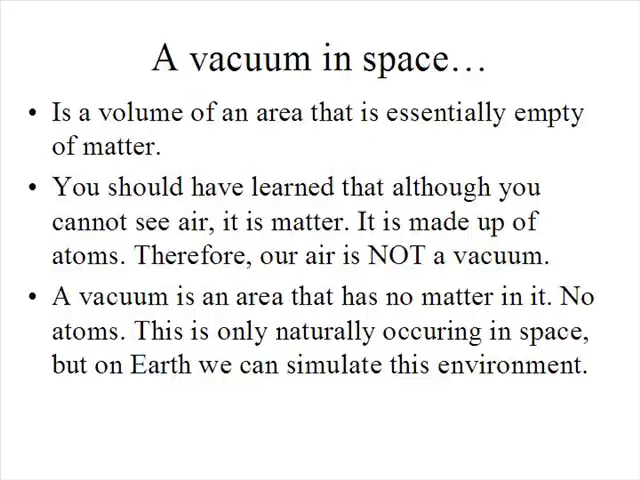 A vacuum in space…
• Is a volume of an area that is essentially empty
of matter.
• You should have learned that although you
cannot see air, it is matter. It is made up of
atoms. Therefore, our air is NOT a vacuum.
• A vacuum is an area that has no matter in it. No
atoms. This is only naturally occuring in space,
but on Earth we can simulate this environment.